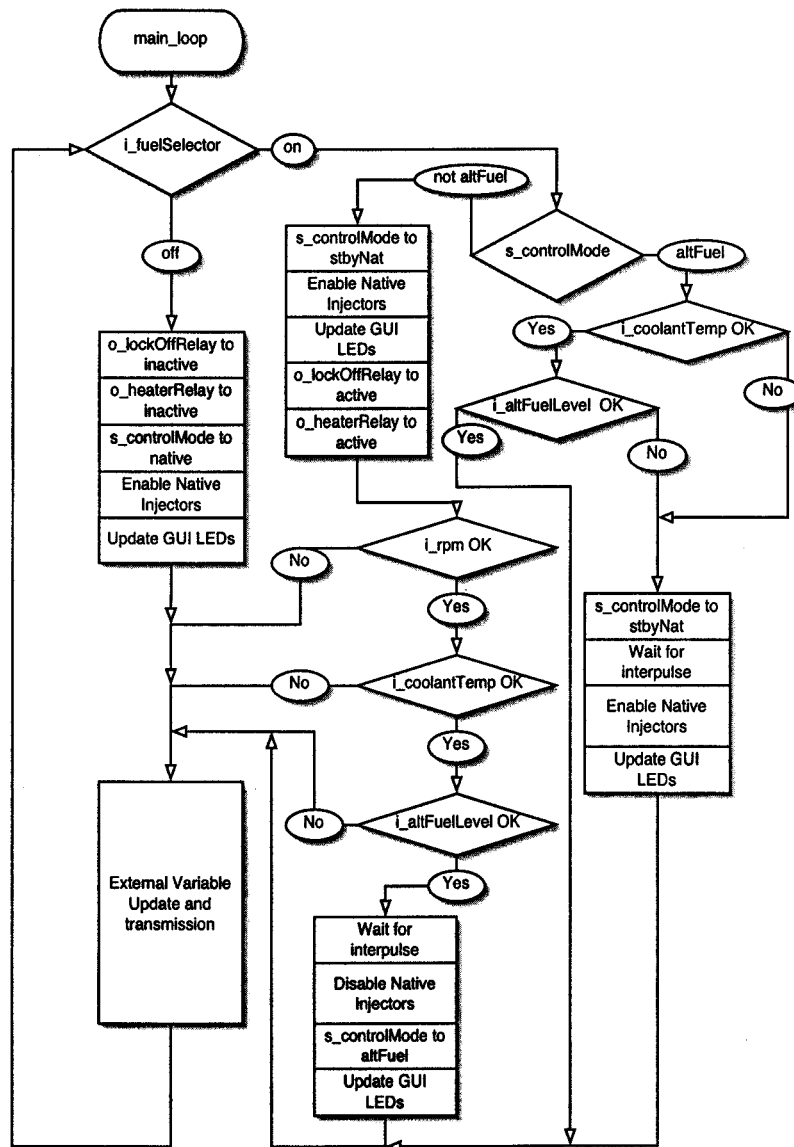 main_loop
i_fuelSelector
on
off
not altFuel
s_controlMode
altFuel
s_controlMode to
stbyNat
Enable Native
Injectors
Update GUI
LEDs
o_lockOffRelay to
active
o_heaterRelay to
active
Yes
i_coolantTemp OK
No
i_altFuelLevel OK
Yes
No
o_lockOffRelay to
inactive
o_heaterRelay to
inactive
s_controlMode to
native
Enable Native
Injectors
Update GUI LEDs
i_rpm OK
No
Yes
i_coolantTemp OK
No
Yes
i_altFuelLevel OK
No
Yes
s_controlMode to
stbyNat
Wait for
interpulse
Enable Native
Injectors
Update GUI
LEDs
External Variable
Update and
transmission
Wait for
interpulse
Disable Native
Injectors
s_controlMode to
altFuel
Update GUI
LEDs